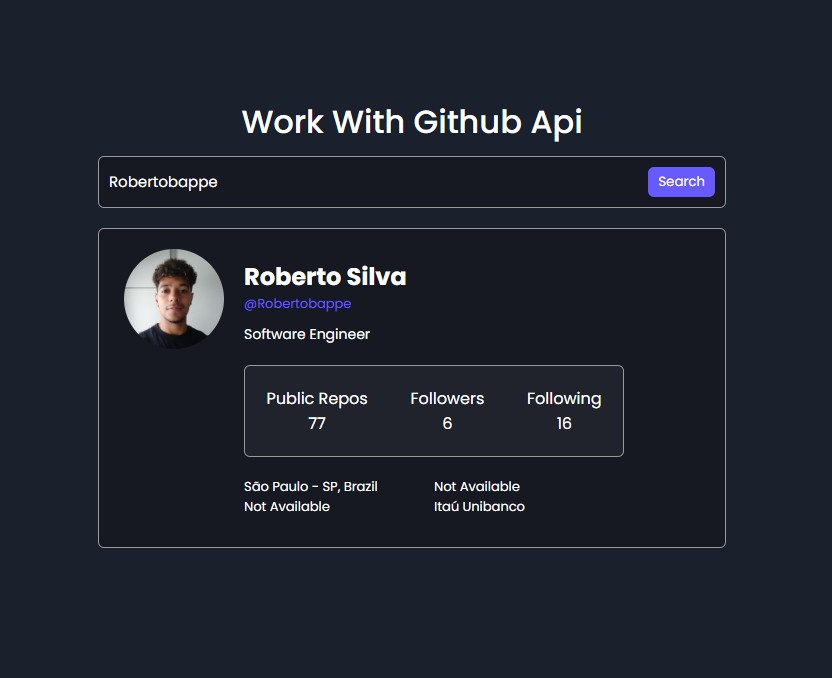 Work With Github Api
Robertobappe
Search
Roberto Silva
@Robertobappe
Software Engineer
Public Repos Followers Following
77 6 16
São Paulo - SP, Brazil Not Available
Not Available Itaú Unibanco